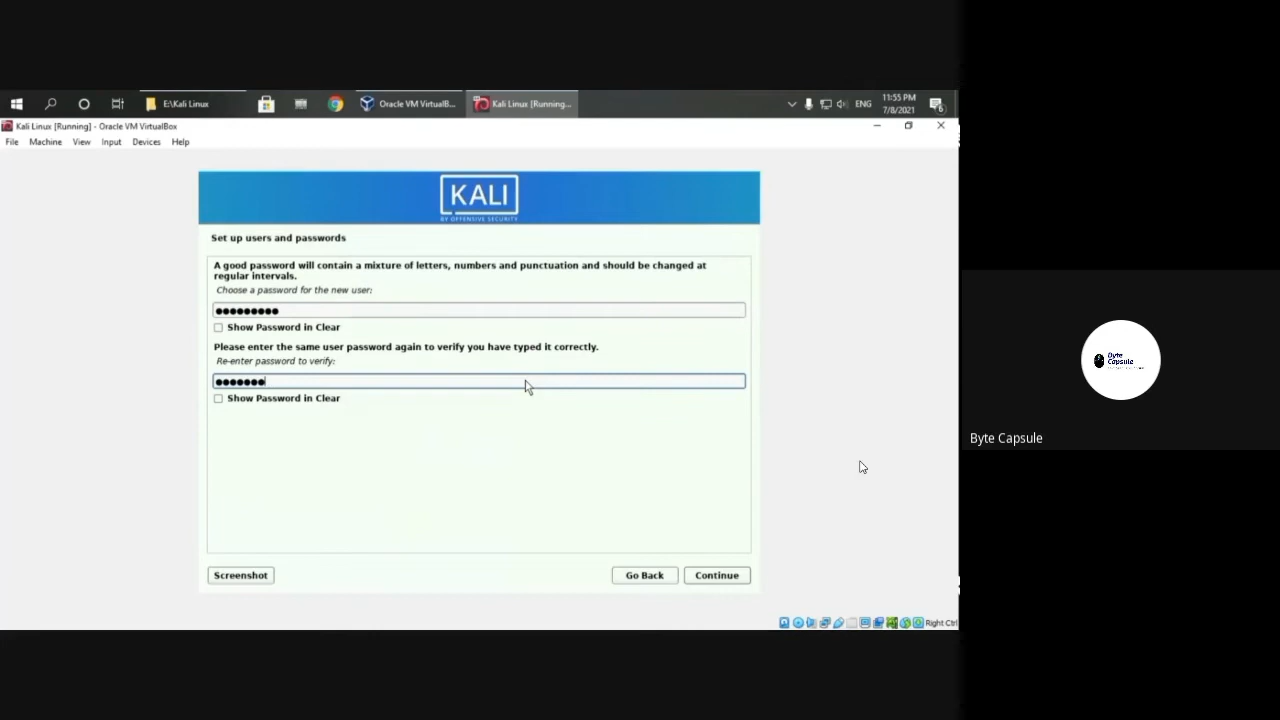 E:\Kali Linux
Oracle VM VirtualB...
Kali Linux [Running...
ENG
11:55 PM
7/8/2021
6
Kali Linux [Running] - Oracle VM VirtualBox
File Machine View Input Devices Help
KALI
BY OFFENSIVE SECURITY
Set up users and passwords
A good password will contain a mixture of letters, numbers and punctuation and should be changed at
regular intervals.
Choose a password for the new user:
●●●●●●●●●
Show Password in Clear
Please enter the same user password again to verify you have typed it correctly.
Re-enter password to verify:
●●●●●●●
Show Password in Clear
Screenshot
Go Back
Continue
Right Ctrl
Byte
Capsule
Byte Capsule